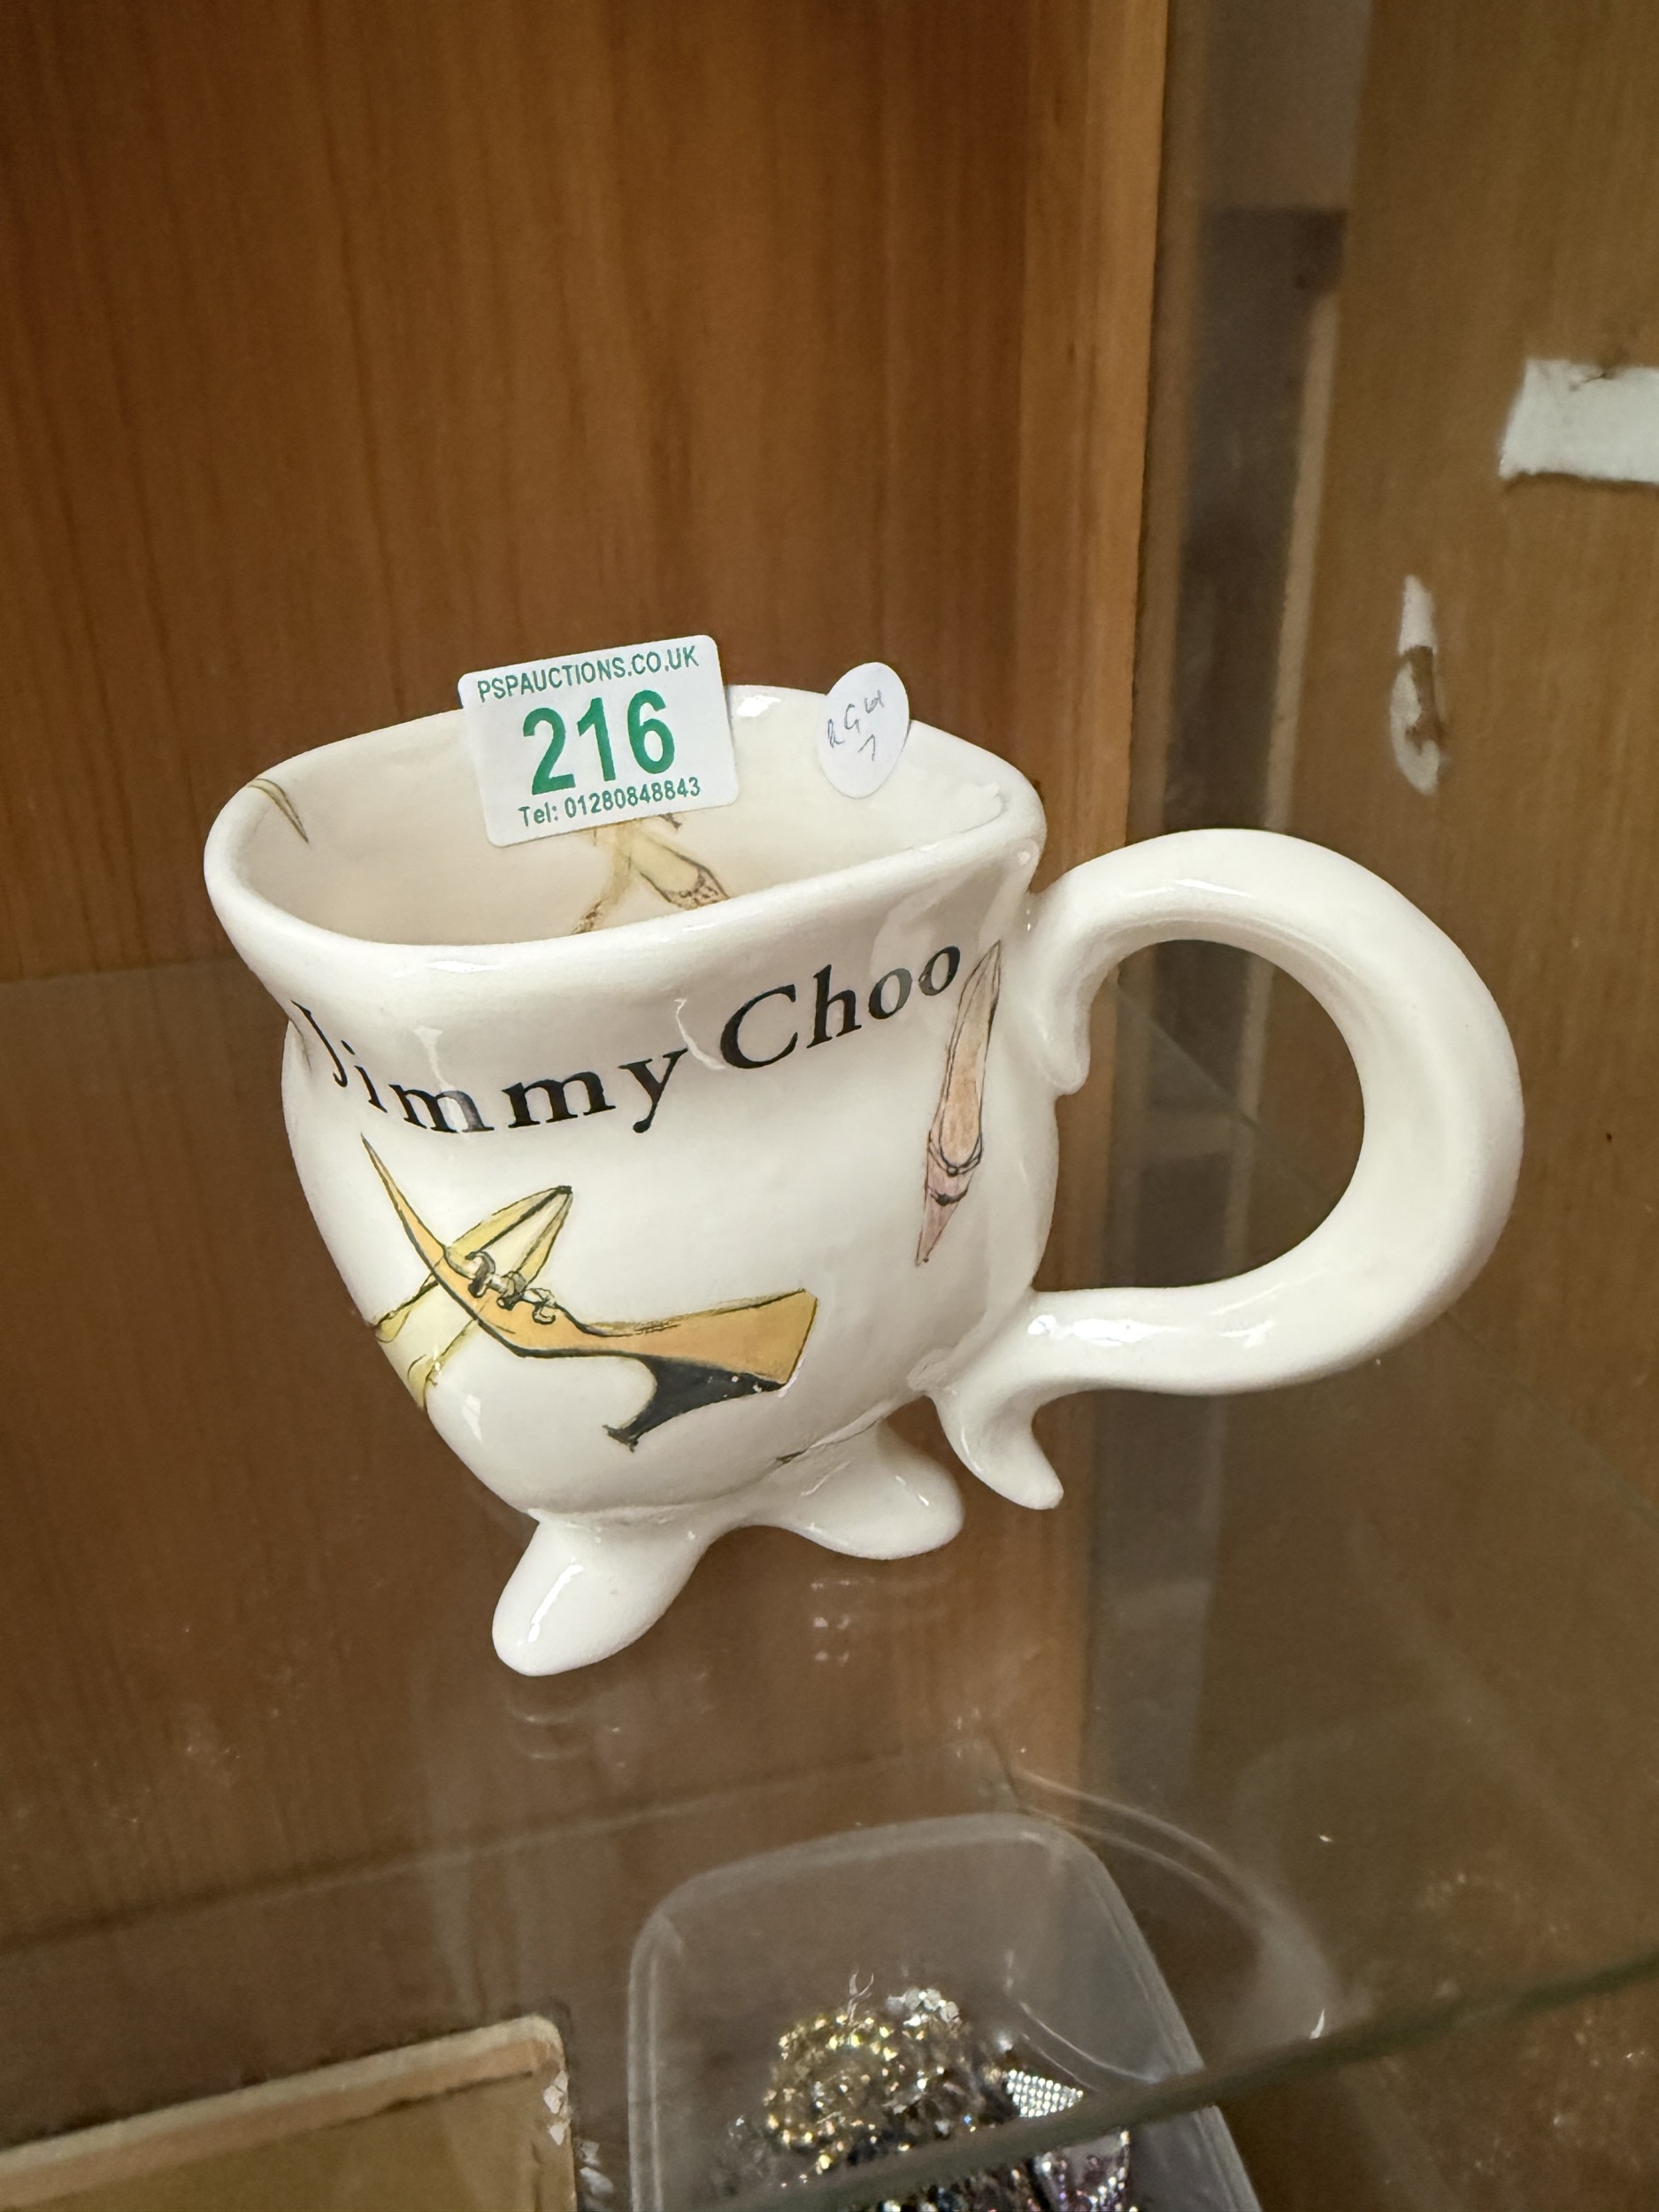 PSPAUCTIONS.CO.UK
216
Tel: 01280848843
Jimmy Choo